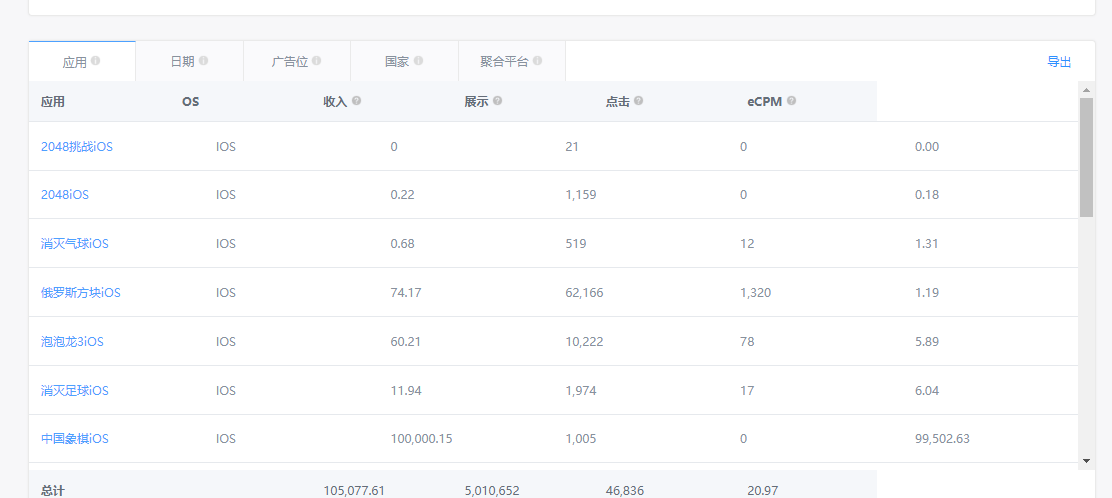 应用 日期 广告位 国家 聚合平台 导出
应用 OS 收入 展示 点击 eCPM
2048挑战iOS IOS 0 21 0 0.00
2048iOS IOS 0.22 1,159 0 0.18
消灭气球iOS IOS 0.68 519 12 1.31
俄罗斯方块iOS IOS 74.17 62,166 1,320 1.19
泡泡龙3iOS IOS 60.21 10,222 78 5.89
消灭足球iOS IOS 11.94 1,974 17 6.04
中国象棋iOS IOS 100,000.15 1,005 0 99,502.63
总计 105,077.61 5,010,652 46,836 20.97